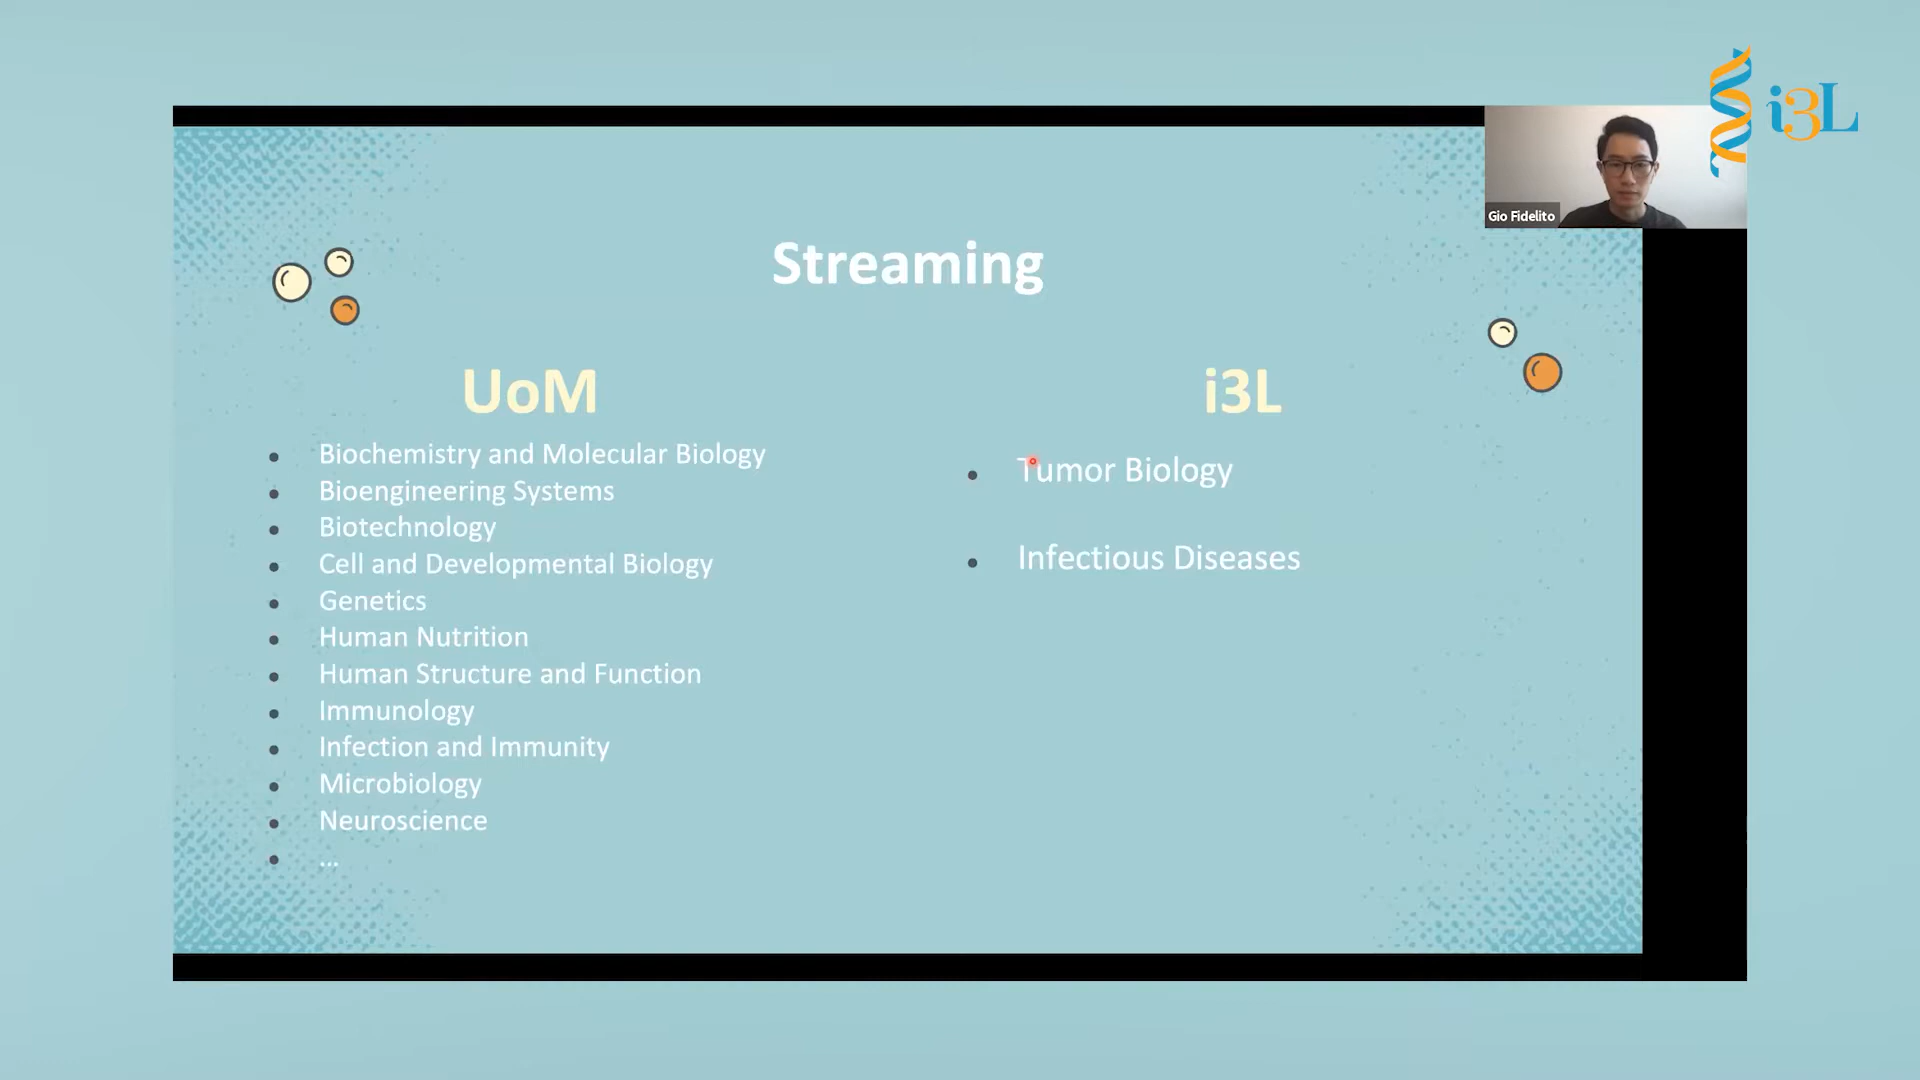 i3L
Gio Fidelito
Streaming
UoM
Biochemistry and Molecular Biology
Bioengineering Systems
Biotechnology
Cell and Developmental Biology
Genetics
Human Nutrition
Human Structure and Function
Immunology
Infection and Immunity
Microbiology
Neuroscience
...
i3L
Tumor Biology
Infectious Diseases